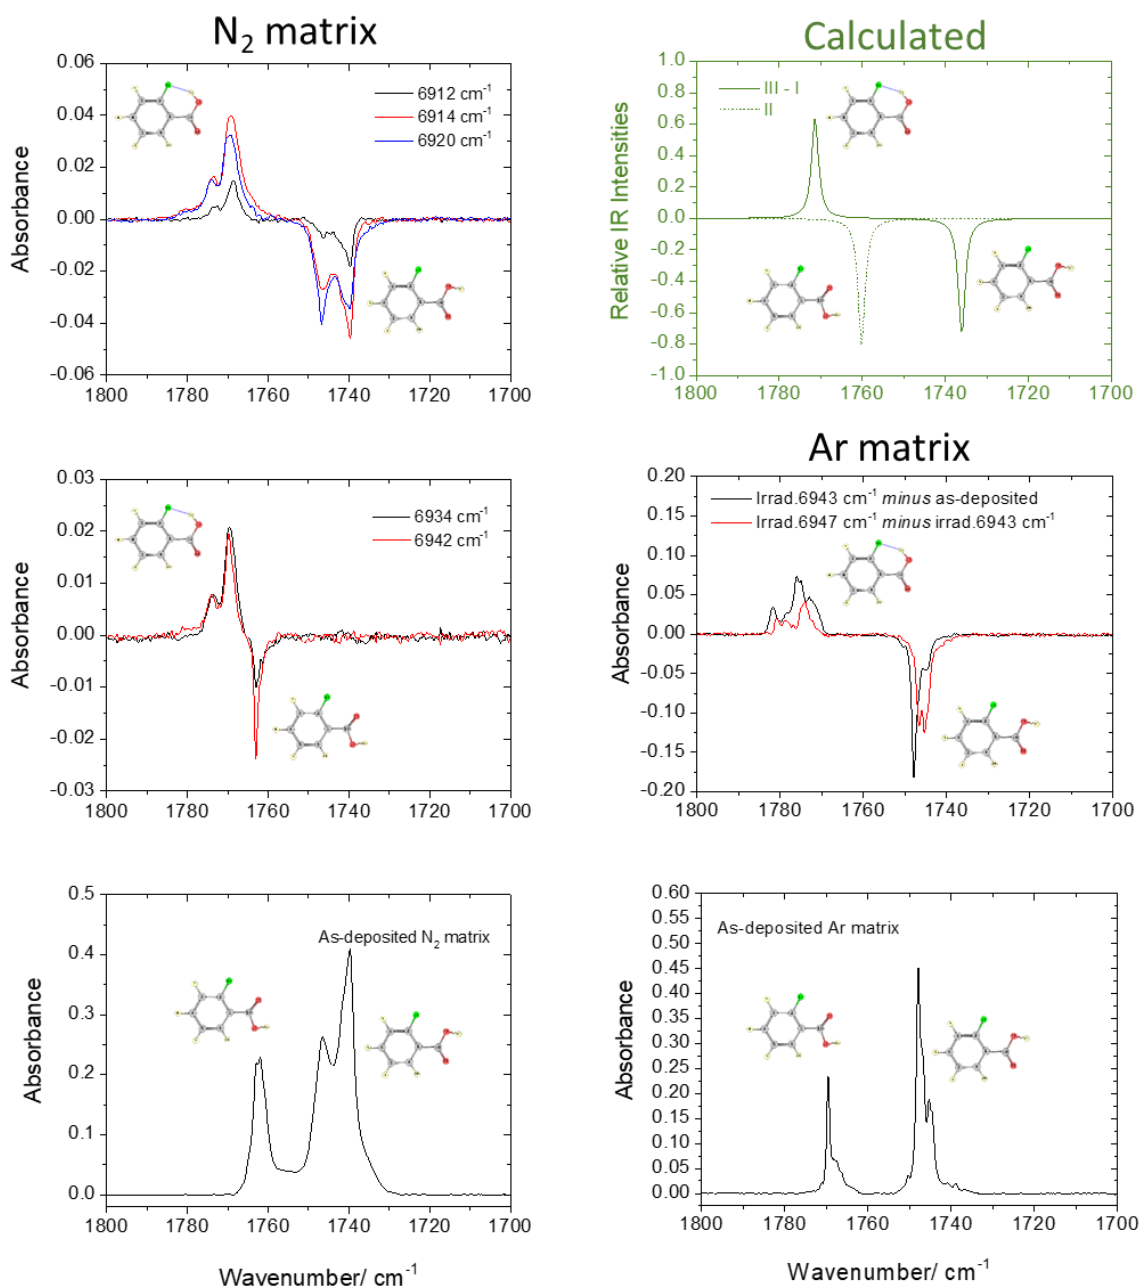 N₂ matrix
Calculated
0.06
0.04
0.02
0.00
-0.02
-0.04
-0.06
Absorbance
6912 cm⁻¹
6914 cm⁻¹
6920 cm⁻¹
1800 1780 1760 1740 1720 1700
1.0
0.8
0.6
0.4
0.2
0.0
-0.2
-0.4
-0.6
-0.8
-1.0
Relative IR Intensities
III - I
II
1800 1780 1760 1740 1720 1700
0.03
0.02
0.01
0.00
-0.01
-0.02
-0.03
Absorbance
6934 cm⁻¹
6942 cm⁻¹
1800 1780 1760 1740 1720 1700
Ar matrix
0.20
0.15
0.10
0.05
0.00
-0.05
-0.10
-0.15
-0.20
Absorbance
Irrad.6943 cm⁻¹ minus as-deposited
Irrad.6947 cm⁻¹ minus irrad.6943 cm⁻¹
1800 1780 1760 1740 1720 1700
0.5
0.4
0.3
0.2
0.1
0.0
Absorbance
As-deposited N₂ matrix
1800 1780 1760 1740 1720 1700
Wavenumber/ cm⁻¹
0.60
0.55
0.50
0.45
0.40
0.35
0.30
0.25
0.20
0.15
0.10
0.05
0.00
Absorbance
As-deposited Ar matrix
1800 1780 1760 1740 1720 1700
Wavenumber/ cm⁻¹